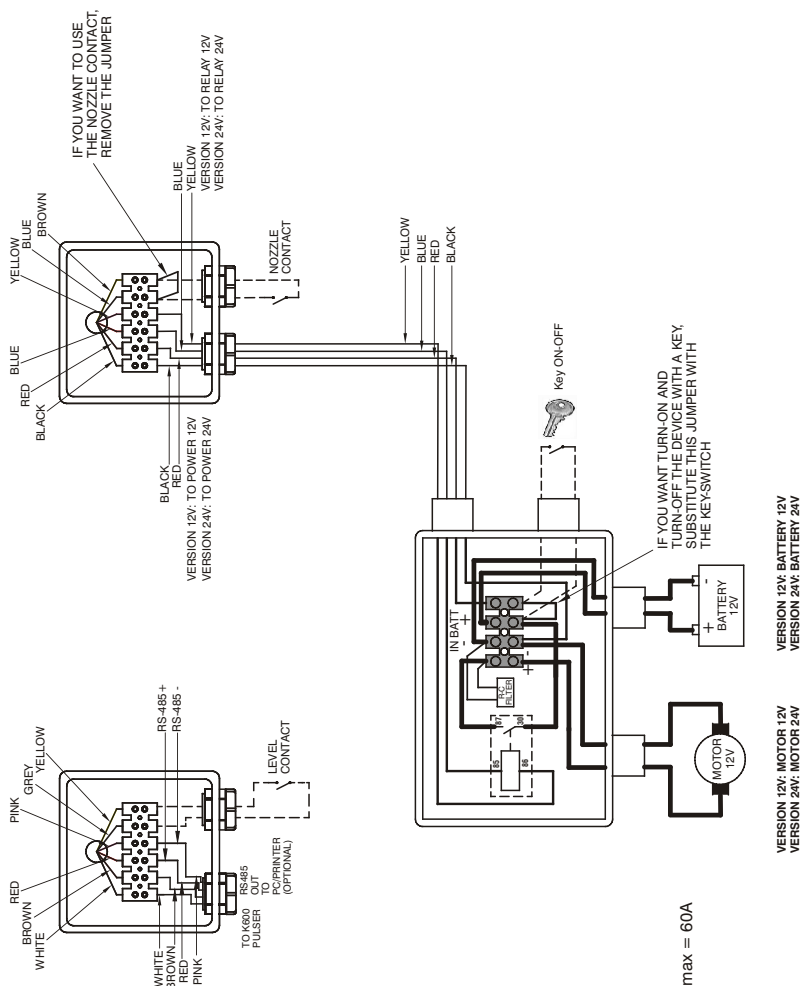 IF YOU WANT TO USE
THE NOZZLE CONTACT,
REMOVE THE JUMPER
BROWN
BLUE
YELLOW
BLUE
RED
BLACK
BLUE
YELLOW
VERSION 12V: TO RELAY 12V
VERSION 24V: TO RELAY 24V
NOZZLE
CONTACT
BLACK
RED
VERSION 12V: TO POWER 12V
VERSION 24V: TO POWER 24V
YELLOW
BLUE
RED
BLACK
Key ON-OFF
IF YOU WANT TURN-ON AND
TURN-OFF THE DEVICE WITH A KEY,
SUBSTITUTE THIS JUMPER WITH
THE KEY-SWITCH
IN BATT
+
-
-
+
R-C
FILTER
87
30
85
86
+
-
BATTERY
12V
VERSION 12V: BATTERY 12V
VERSION 24V: BATTERY 24V
MOTOR
12V
VERSION 12V: MOTOR 12V
VERSION 24V: MOTOR 24V
YELLOW
GREY
PINK
RED
BROWN
WHITE
RS-485 +
RS-485 -
LEVEL
CONTACT
WHITE
BROWN
RED
PINK
TO K600
PULSER
RS485
OUT
TO
PC/PRINTER
(OPTIONAL)
max = 60A